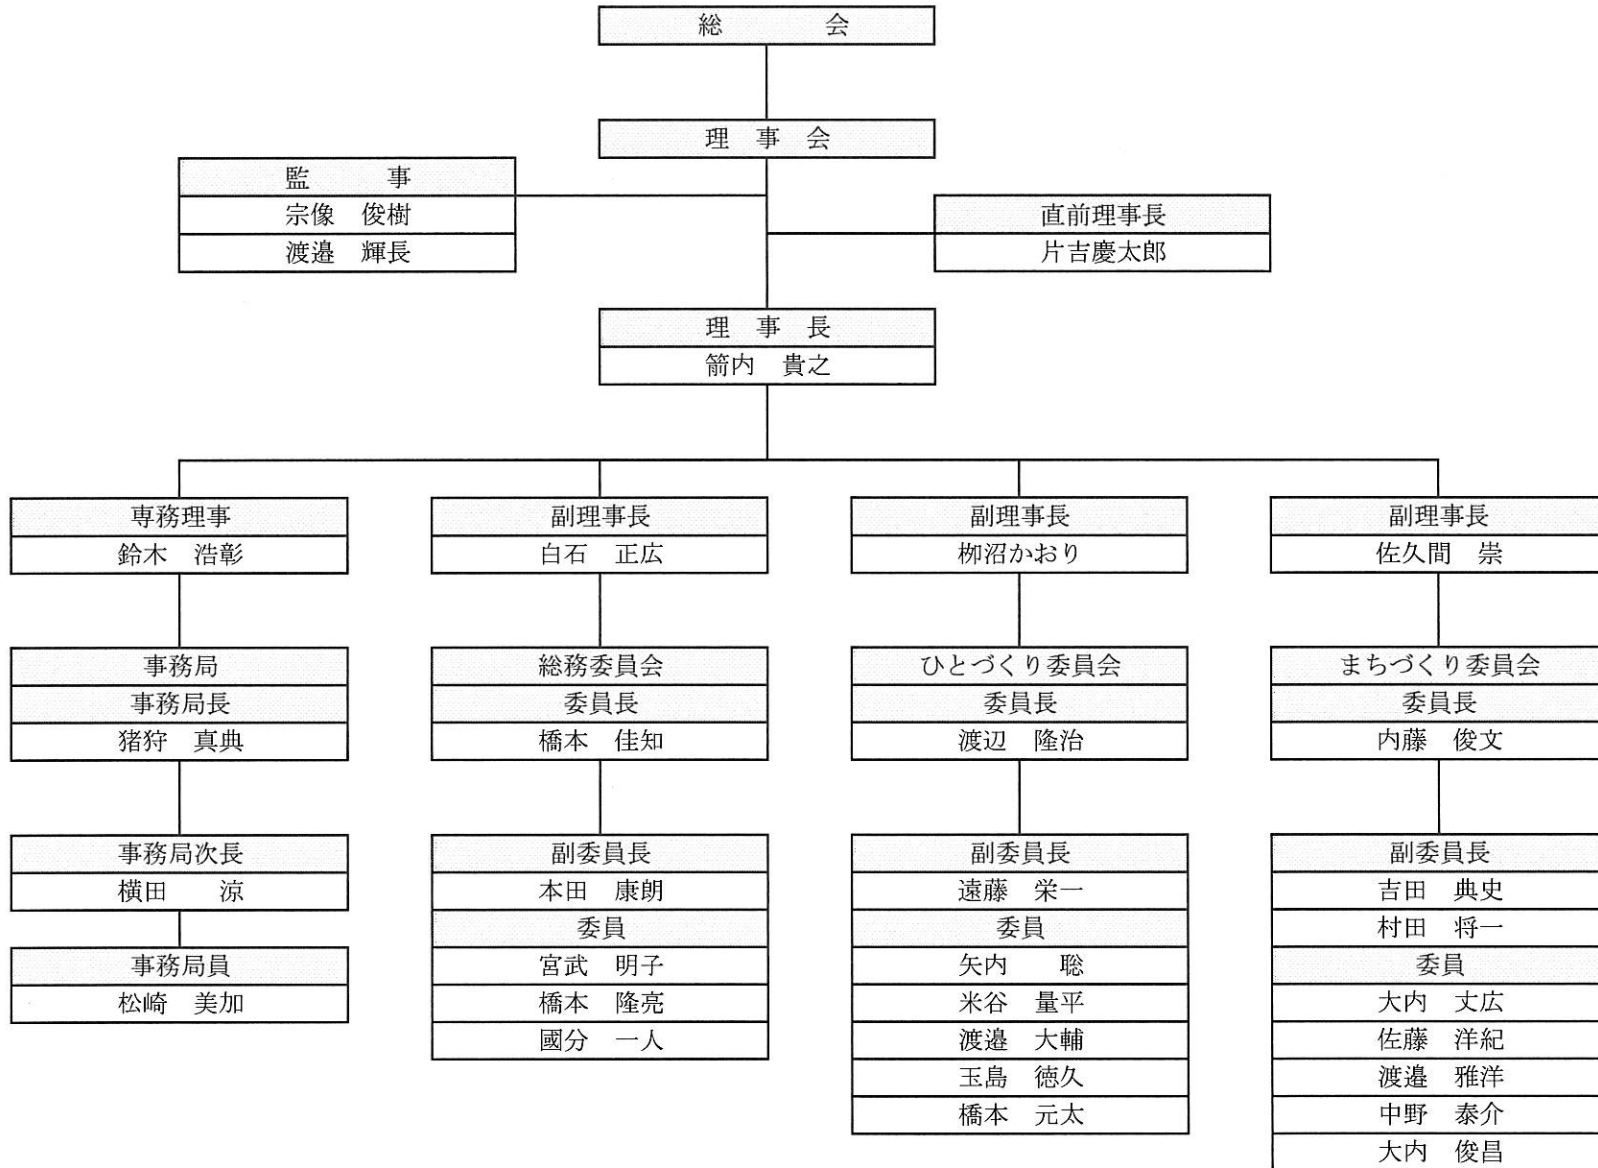 総　　　会
理　事　会
監　　　事
宗像　俊樹
渡邉　輝長
直前理事長
片吉慶太郎
理　事　長
箭内　貴之
専務理事
鈴木　浩彰
事務局
事務局長
猪狩　真典
事務局次長
横田　　涼
事務局員
松崎　美加
副理事長
白石　正広
総務委員会
委員長
橋本　佳知
副委員長
本田　康朗
委員
宮武　明子
橋本　隆亮
國分　一人
副理事長
栁沼かおり
ひとづくり委員会
委員長
渡辺　隆治
副委員長
遠藤　栄一
委員
矢内　　聡
米谷　量平
渡邉　大輔
玉島　徳久
橋本　元太
副理事長
佐久間　崇
まちづくり委員会
委員長
内藤　俊文
副委員長
吉田　典史
村田　将一
委員
大内　丈広
佐藤　洋紀
渡邉　雅洋
中野　泰介
大内　俊昌